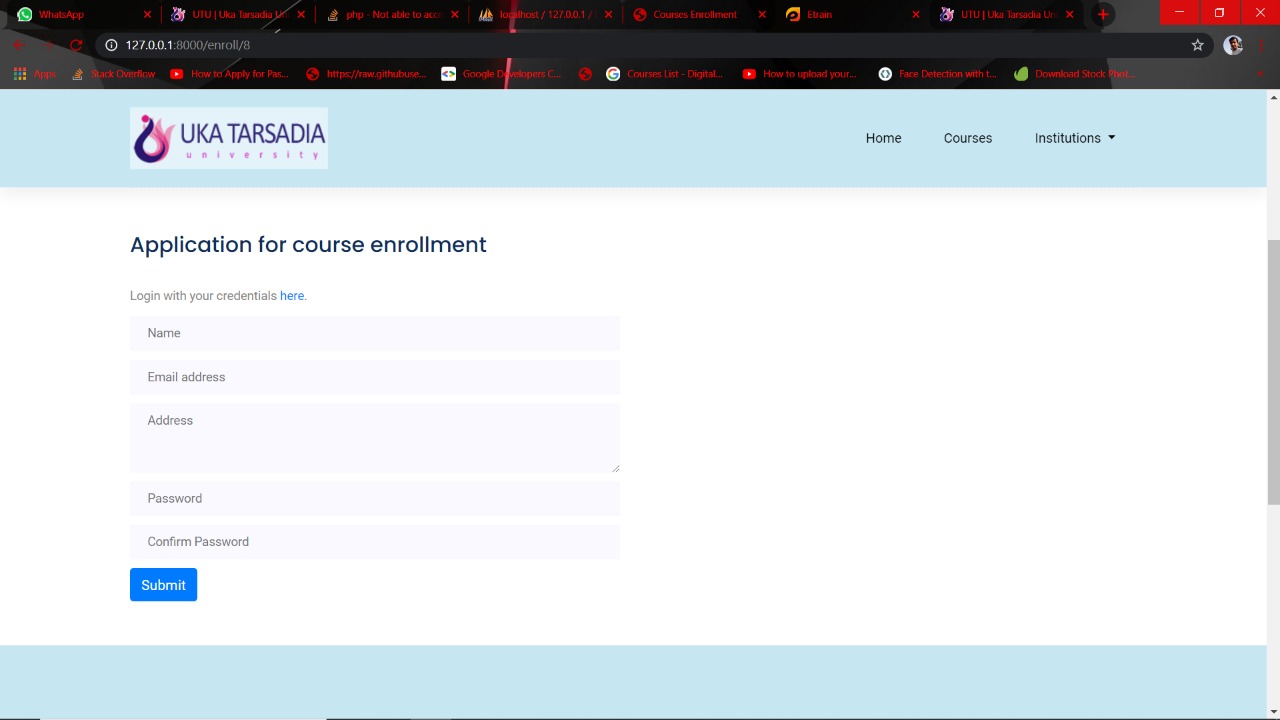 WhatsApp
UTU | Uka Tarsadia Un
php - Not able to acc
localhost / 127.0.0.1 /
Courses Enrollment
Etrain
UTU | Uka Tarsadia Un
127.0.0.1:8000/enroll/8
Apps
Stack Overflow
How to Apply for Pas...
https://raw.githubuse...
Google Developers C...
Courses List - Digital...
How to upload your...
Face Detection with t...
Download Stock Phot...
UKA TARSADIA
university
Home
Courses
Institutions
Application for course enrollment
Login with your credentials here.
Name
Email address
Address
Password
Confirm Password
Submit